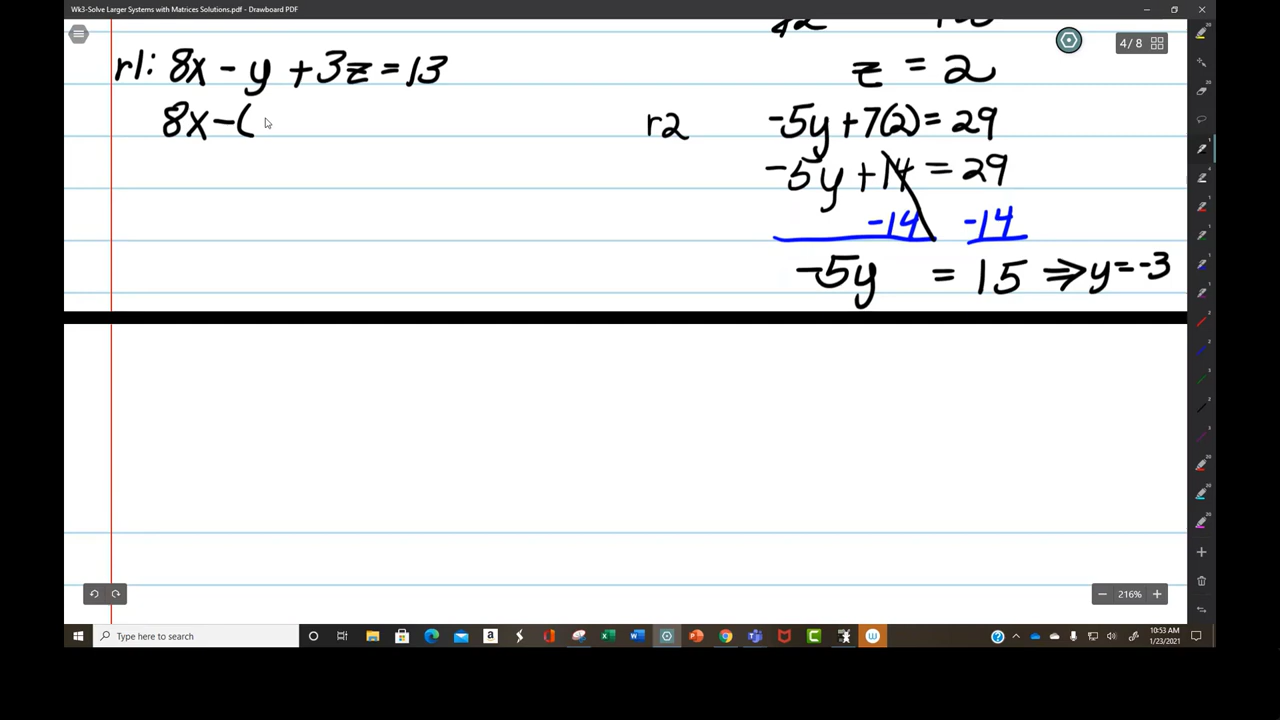 Wk3-Solve Larger Systems with Matrices Solutions.pdf - Drawboard PDF
4 / 8
r1: 8x - y + 3z = 13
8x - (
z = 2
r2 -5y + 7(2) = 29
-5y + 14 = 29
-14 -14
-5y = 15 ⇒ y = -3
216%
Type here to search
10:53 AM
1/23/2021